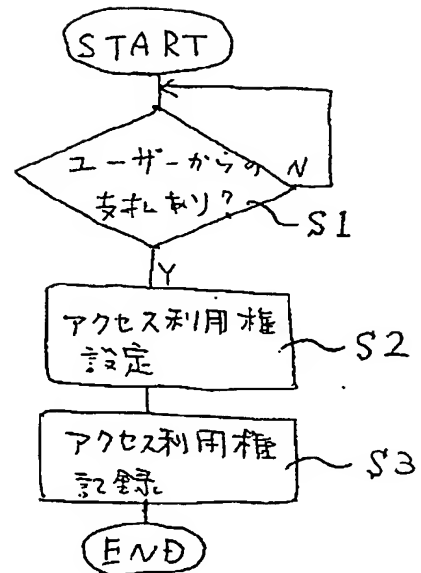 START
ユーザーからの N
支払あり? S1
Y
アクセス利用権
設定 S2
アクセス利用権
記録 S3
END